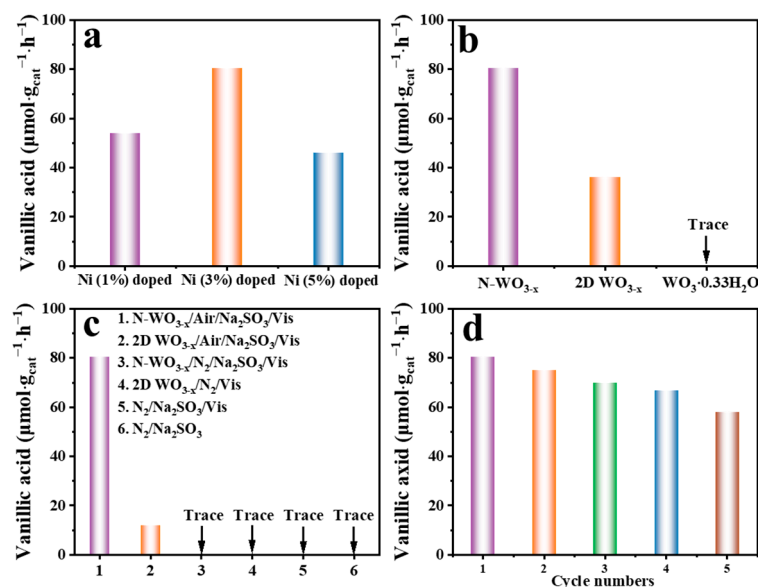 a
Vanillic acid (μmol·g_cat⁻¹·h⁻¹)
100
80
60
40
20
0
Ni (1%) doped Ni (3%) doped Ni (5%) doped
b
Vanillic acid (μmol·g_cat⁻¹·h⁻¹)
100
80
60
40
20
0
Trace
N-WO₃₋ₓ 2D WO₃₋ₓ WO₃·0.33H₂O
c
Vanillic acid (μmol·g_cat⁻¹·h⁻¹)
100
80
60
40
20
0
1. N-WO₃₋ₓ/Air/Na₂SO₃/Vis
2. 2D WO₃₋ₓ/Air/Na₂SO₃/Vis
3. N-WO₃₋ₓ/N₂/Na₂SO₃/Vis
4. 2D WO₃₋ₓ/N₂/Vis
5. N₂/Na₂SO₃/Vis
6. N₂/Na₂SO₃
Trace Trace Trace Trace
1 2 3 4 5 6
d
Vanillic axid (μmol·g_cat⁻¹·h⁻¹)
100
80
60
40
20
0
1 2 3 4 5
Cycle numbers